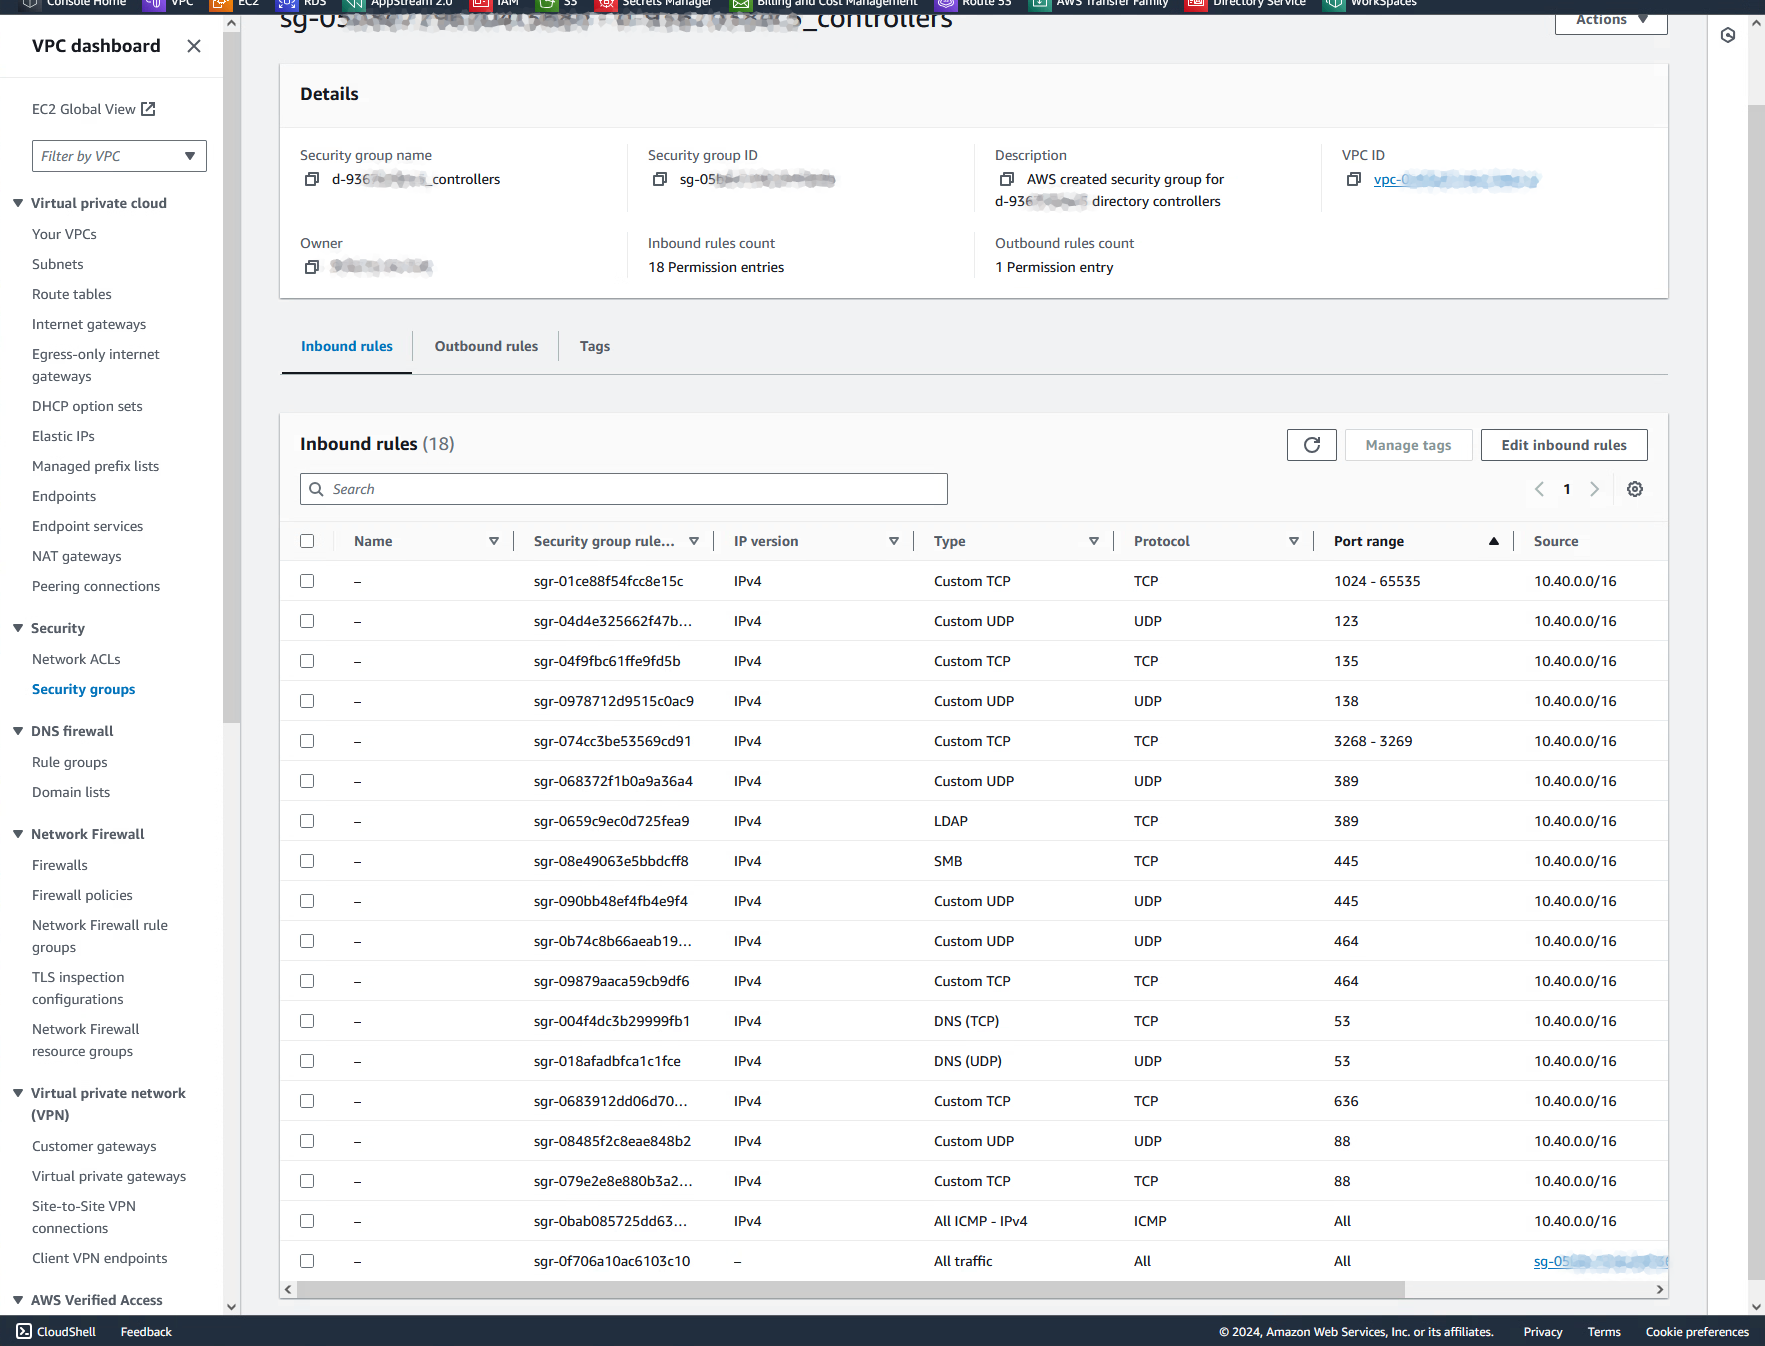 Console Home VPC EC2 RDS AppStream 2.0 IAM S3 Secrets Manager Billing and Cost Management Route 53 AWS Transfer Family Directory Service WorkSpaces
_controllers
Actions
VPC dashboard
EC2 Global View
Filter by VPC
Virtual private cloud
Your VPCs
Subnets
Route tables
Internet gateways
Egress-only internet
gateways
DHCP option sets
Elastic IPs
Managed prefix lists
Endpoints
Endpoint services
NAT gateways
Peering connections
Security
Network ACLs
Security groups
DNS firewall
Rule groups
Domain lists
Network Firewall
Firewalls
Firewall policies
Network Firewall rule
groups
TLS inspection
configurations
Network Firewall
resource groups
Virtual private network
(VPN)
Customer gateways
Virtual private gateways
Site-to-Site VPN
connections
Client VPN endpoints
AWS Verified Access
Details
Security group name
d-936 _controllers
Security group ID
sg-05
Description
AWS created security group for
d-936 directory controllers
VPC ID
vpc-0
Owner
Inbound rules count
18 Permission entries
Outbound rules count
1 Permission entry
Inbound rules Outbound rules Tags
Inbound rules (18)
Manage tags Edit inbound rules
Search
1
Name Security group rule... IP version Type Protocol Port range Source
– sgr-01ce88f54fcc8e15c IPv4 Custom TCP TCP 1024 - 65535 10.40.0.0/16
– sgr-04d4e325662f47b... IPv4 Custom UDP UDP 123 10.40.0.0/16
– sgr-04f9fbc61ffe9fd5b IPv4 Custom TCP TCP 135 10.40.0.0/16
– sgr-0978712d9515c0ac9 IPv4 Custom UDP UDP 138 10.40.0.0/16
– sgr-074cc3be53569cd91 IPv4 Custom TCP TCP 3268 - 3269 10.40.0.0/16
– sgr-068372f1b0a9a36a4 IPv4 Custom UDP UDP 389 10.40.0.0/16
– sgr-0659c9ec0d725fea9 IPv4 LDAP TCP 389 10.40.0.0/16
– sgr-08e49063e5bbdcff8 IPv4 SMB TCP 445 10.40.0.0/16
– sgr-090bb48ef4fb4e9f4 IPv4 Custom UDP UDP 445 10.40.0.0/16
– sgr-0b74c8b66aeab19... IPv4 Custom UDP UDP 464 10.40.0.0/16
– sgr-09879aaca59cb9df6 IPv4 Custom TCP TCP 464 10.40.0.0/16
– sgr-004f4dc3b29999fb1 IPv4 DNS (TCP) TCP 53 10.40.0.0/16
– sgr-018afadbfca1c1fce IPv4 DNS (UDP) UDP 53 10.40.0.0/16
– sgr-0683912dd06d70... IPv4 Custom TCP TCP 636 10.40.0.0/16
– sgr-08485f2c8eae848b2 IPv4 Custom UDP UDP 88 10.40.0.0/16
– sgr-079e2e8e880b3a2... IPv4 Custom TCP TCP 88 10.40.0.0/16
– sgr-0bab085725dd63... IPv4 All ICMP - IPv4 ICMP All 10.40.0.0/16
– sgr-0f706a10ac6103c10 – All traffic All All sg-05
CloudShell Feedback © 2024, Amazon Web Services, Inc. or its affiliates. Privacy Terms Cookie preferences